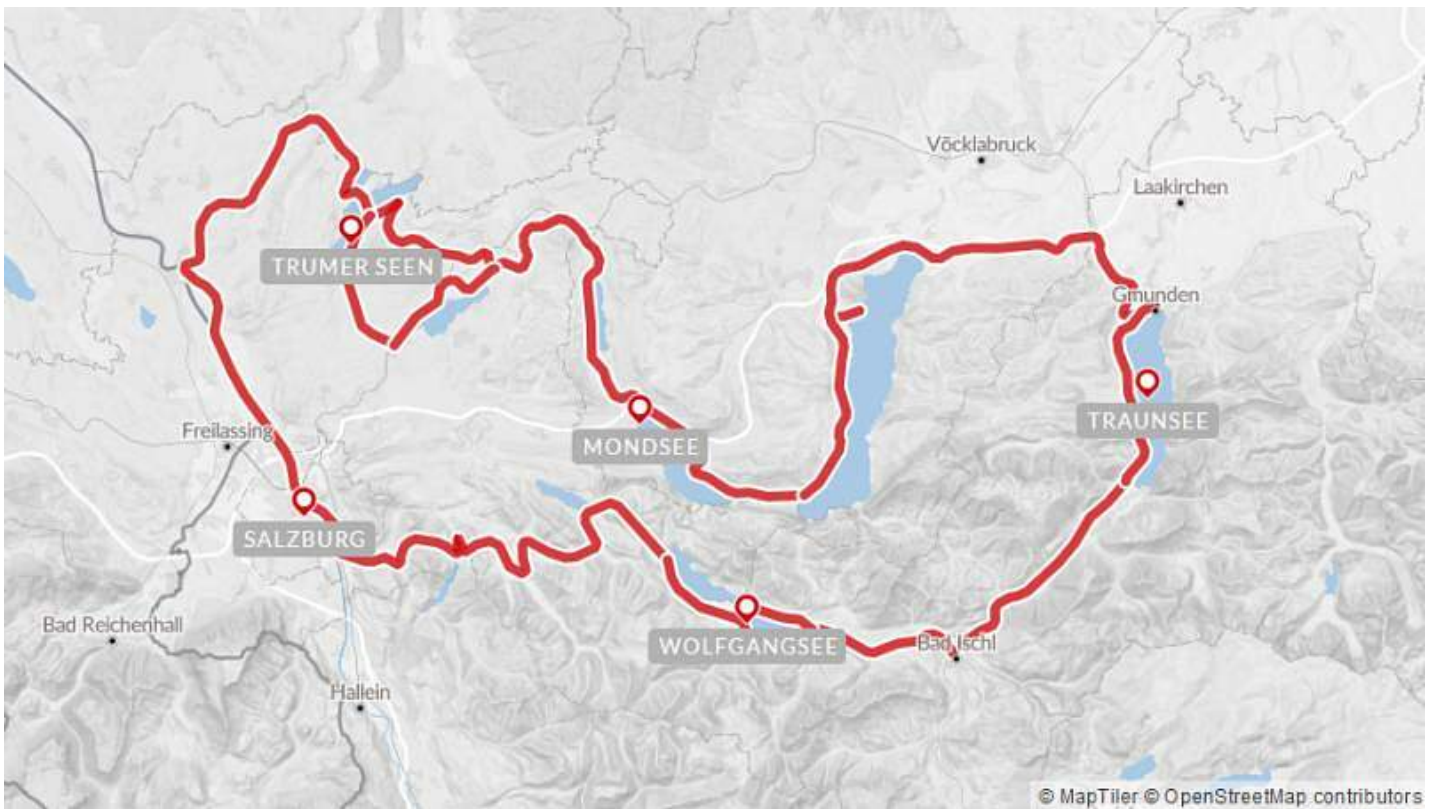 Vöcklabruck
Laakirchen
TRUMER SEEN
Gmunden
TRAUNSEE
Freilassing
MONDSEE
SALZBURG
Bad Reichenhall
WOLFGANGSEE
Bad Ischl
Hallein
© MapTiler © OpenStreetMap contributors